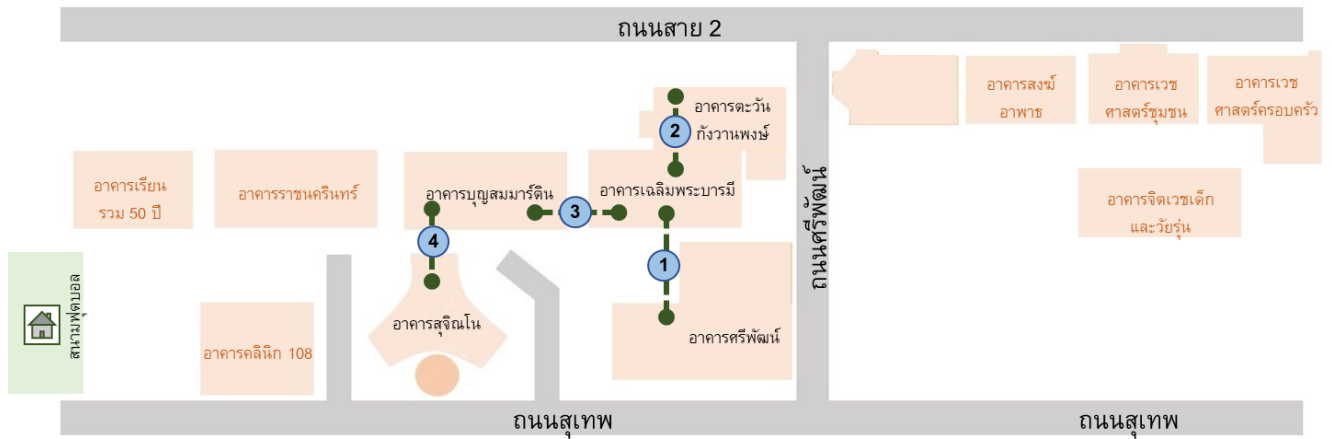 ถนนสาย 2
อาคารตะวัน
กังวานพงษ์
2
อาคารสงฆ์
อาพาธ
อาคารเวช
ศาสตร์ชุมชน
อาคารเวช
ศาสตร์ครอบครัว
อาคารเรียน
รวม 50 ปี
อาคารราชนครินทร์
อาคารบุญสมมาร์ติน
อาคารเฉลิมพระบารมี
3
4
1
ถนนศรีพัฒน์
อาคารจิตเวชเด็ก
และวัยรุ่น
สนามฟุตบอล
อาคารคลินิก 108
อาคารสุจิณโน
อาคารศรีพัฒน์
ถนนสุเทพ
ถนนสุเทพ